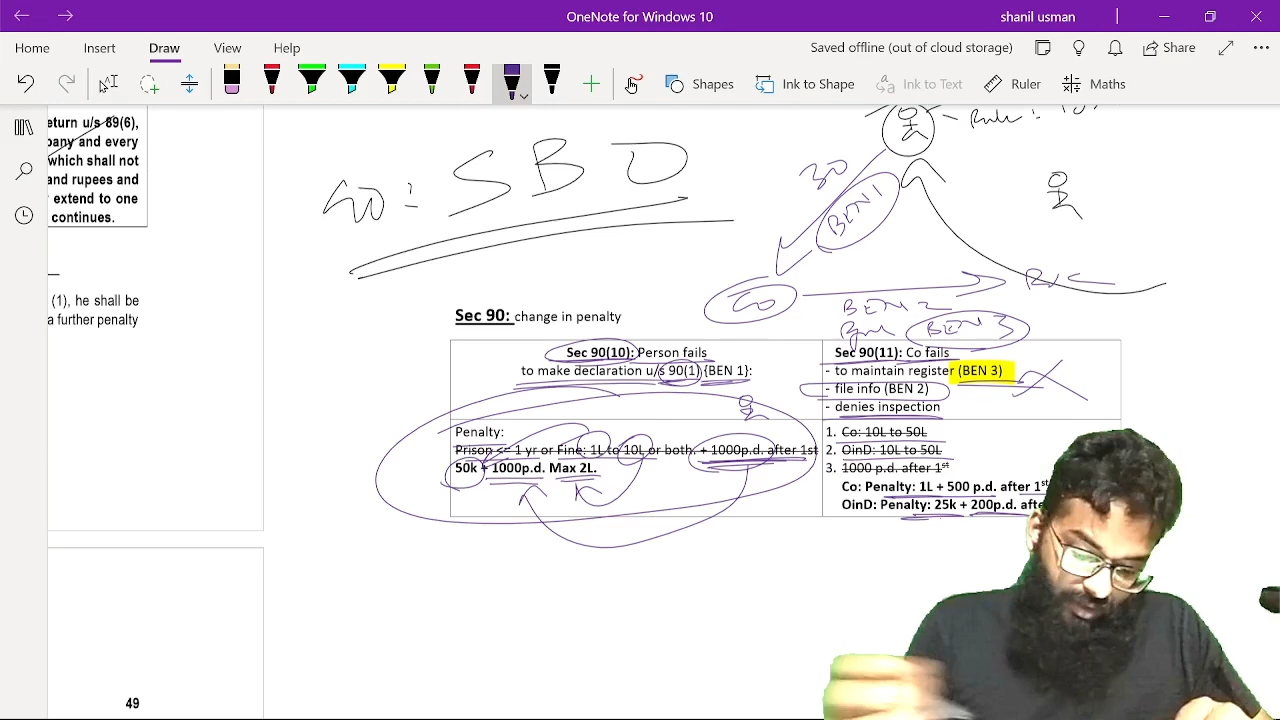 OneNote for Windows 10
shanil usman
Home Insert Draw View Help
Saved offline (out of cloud storage)
Share
Shapes
Ink to Shape
Ink to Text
Ruler
Maths
eturn u/s 89(6),
pany and every
which shall not
and rupees and
extend to one
continues.
(1), he shall be
a further penalty
49
90: SBO
Rule:
30
BEN 1
Co
BEN 2
BEN 3
Sec 90: change in penalty
Sec 90(10): Person fails
to make declaration u/s 90(1) {BEN 1}:
Sec 90(11): Co fails
- to maintain register (BEN 3)
- file info (BEN 2)
- denies inspection
Penalty:
Prison <= 1 yr or Fine: 1L to 10L or both. + 1000p.d. after 1st
50k + 1000p.d. Max 2L.
1. Co: 10L to 50L
2. OinD: 10L to 50L
3. 1000 p.d. after 1st
Co: Penalty: 1L + 500 p.d. after 1st
OinD: Penalty: 25k + 200p.d.